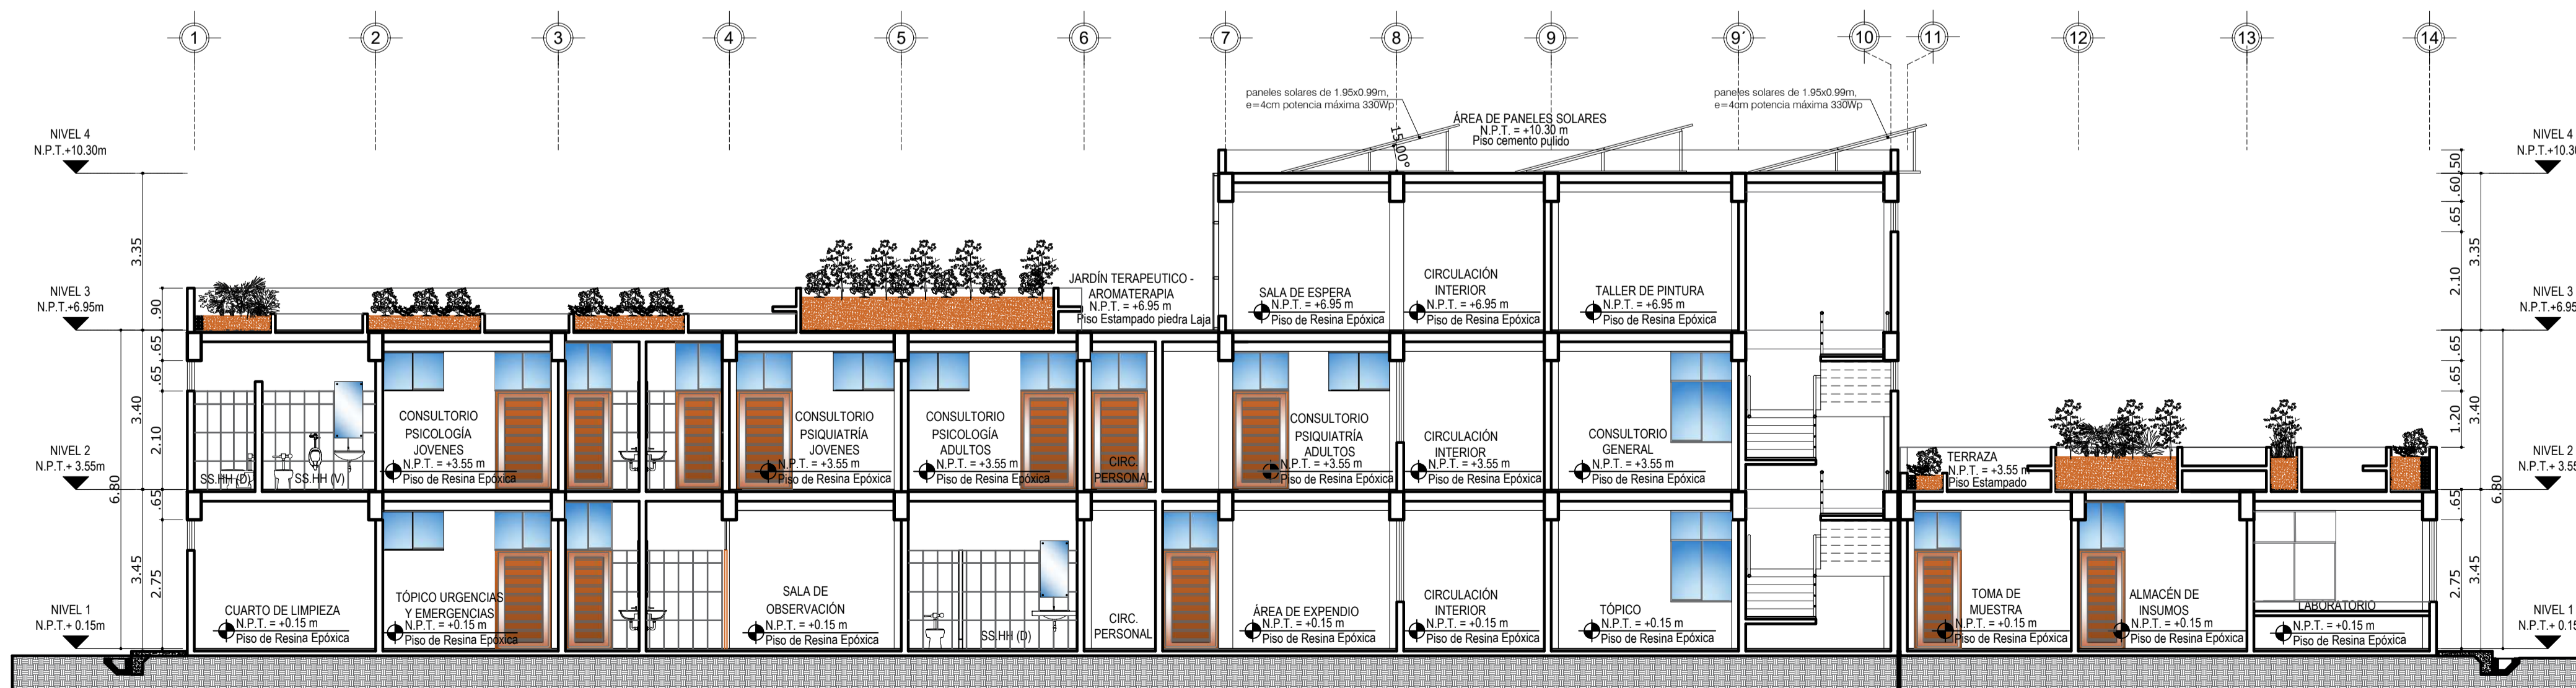 1
2
3
4
5
6
7
8
9
9´
10
11
12
13
14
paneles solares de 1.95x0.99m,
e=4cm potencia máxima 330Wp
paneles solares de 1.95x0.99m,
e=4cm potencia máxima 330Wp
ÁREA DE PANELES SOLARES
N.P.T. = +10.30 m
Piso cemento pulido
15.00°
NIVEL 4
N.P.T.+10.30m
NIVEL 3
N.P.T.+6.95m
NIVEL 2
N.P.T.+ 3.55m
NIVEL 1
N.P.T.+ 0.15m
3.35
3.40
6.80
3.45
.90
.65
.65
2.10
.65
2.75
JARDÍN TERAPEUTICO -
AROMATERAPIA
N.P.T. = +6.95 m
Piso Estampado piedra Laja
SALA DE ESPERA
N.P.T. = +6.95 m
Piso de Resina Epóxica
CIRCULACIÓN
INTERIOR
N.P.T. = +6.95 m
Piso de Resina Epóxica
TALLER DE PINTURA
N.P.T. = +6.95 m
Piso de Resina Epóxica
SS.HH (D)
SS.HH (V)
CONSULTORIO
PSICOLOGÍA
JOVENES
N.P.T. = +3.55 m
Piso de Resina Epóxica
CONSULTORIO
PSIQUIATRÍA
JOVENES
N.P.T. = +3.55 m
Piso de Resina Epóxica
CONSULTORIO
PSICOLOGÍA
ADULTOS
N.P.T. = +3.55 m
Piso de Resina Epóxica
CIRC.
PERSONAL
CONSULTORIO
PSIQUIATRÍA
ADULTOS
N.P.T. = +3.55 m
Piso de Resina Epóxica
CIRCULACIÓN
INTERIOR
N.P.T. = +3.55 m
Piso de Resina Epóxica
CONSULTORIO
GENERAL
N.P.T. = +3.55 m
Piso de Resina Epóxica
TERRAZA
N.P.T. = +3.55 m
Piso Estampado
CUARTO DE LIMPIEZA
N.P.T. = +0.15 m
Piso de Resina Epóxica
TÓPICO URGENCIAS
Y EMERGENCIAS
N.P.T. = +0.15 m
Piso de Resina Epóxica
SALA DE
OBSERVACIÓN
N.P.T. = +0.15 m
Piso de Resina Epóxica
SS.HH (D)
CIRC.
PERSONAL
ÁREA DE EXPENDIO
N.P.T. = +0.15 m
Piso de Resina Epóxica
CIRCULACIÓN
INTERIOR
N.P.T. = +0.15 m
Piso de Resina Epóxica
TÓPICO
N.P.T. = +0.15 m
Piso de Resina Epóxica
TOMA DE
MUESTRA
N.P.T. = +0.15 m
Piso de Resina Epóxica
ALMACÉN DE
INSUMOS
N.P.T. = +0.15 m
Piso de Resina Epóxica
LABORATORIO
N.P.T. = +0.15 m
Piso de Resina Epóxica
.50
.60
.65
2.10
.65
.65
1.20
.65
2.75
3.35
3.40
6.80
3.45
NIVEL 4
N.P.T.+10.30
NIVEL 3
N.P.T.+6.95
NIVEL 2
N.P.T.+ 3.55
NIVEL 1
N.P.T.+ 0.15